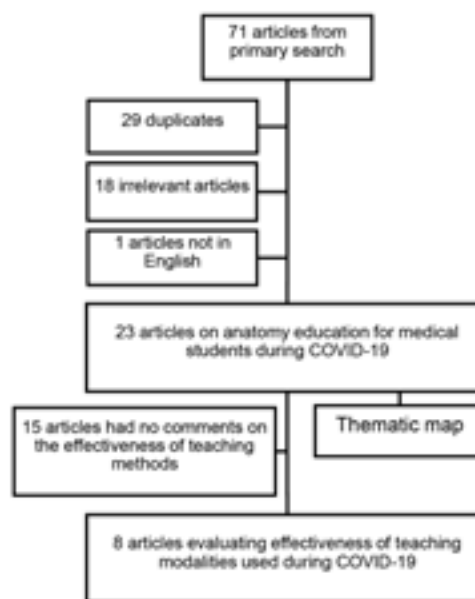 71 articles from
primary search
29 duplicates
18 irrelevant articles
1 articles not in
English
23 articles on anatomy education for medical
students during COVID-19
15 articles had no comments on
the effectiveness of teaching
methods
Thematic map
8 articles evaluating effectiveness of teaching
modalities used during COVID-19